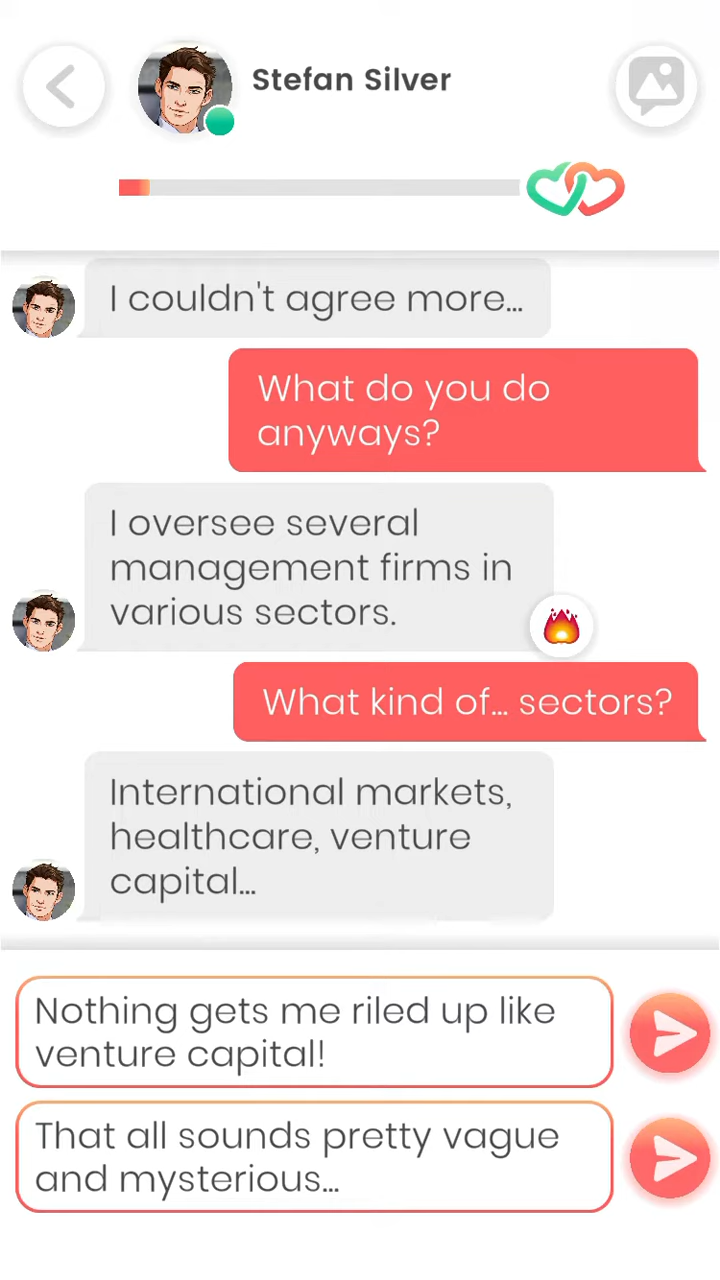 Stefan Silver
I couldn't agree more...
What do you do
anyways?
I oversee several
management firms in
various sectors.
What kind of... sectors?
International markets,
healthcare, venture
capital...
Nothing gets me riled up like
venture capital!
That all sounds pretty vague
and mysterious...